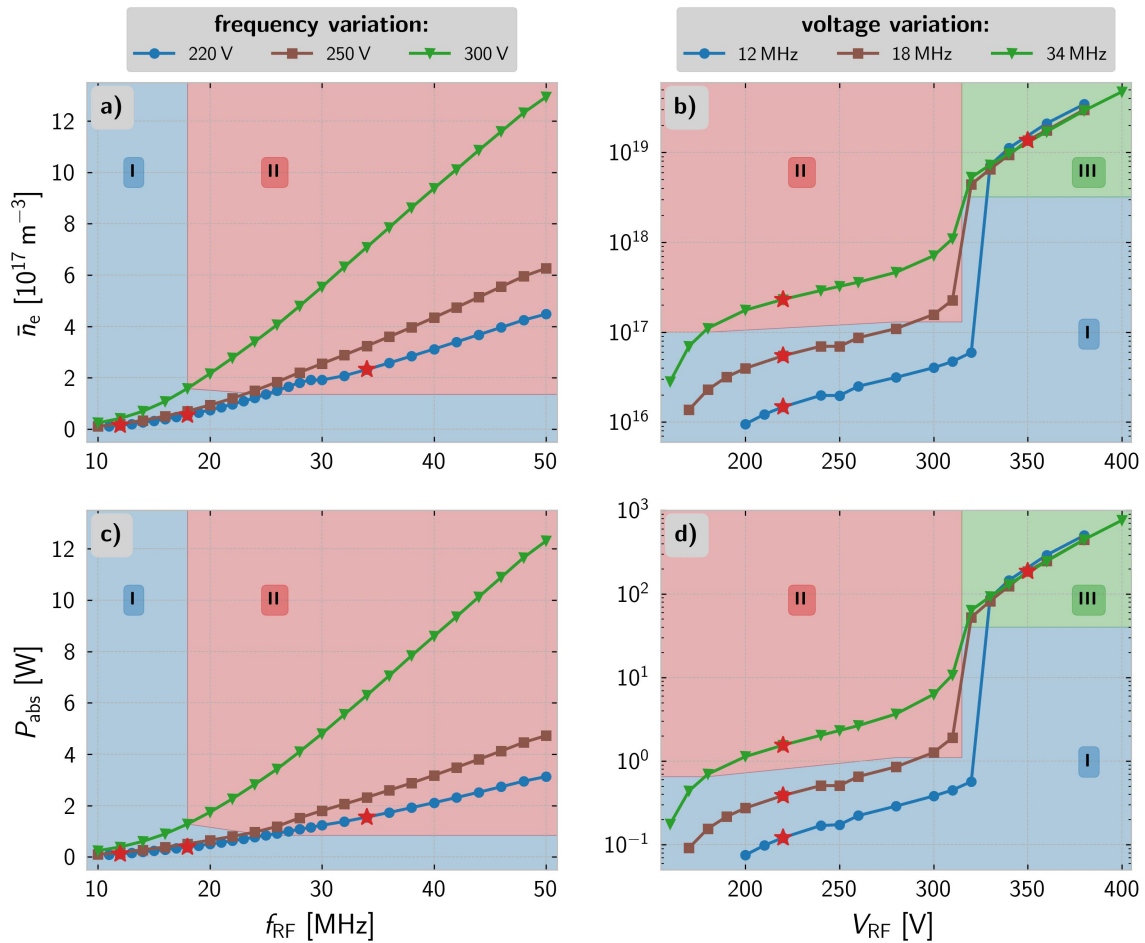 frequency variation:
220 V 250 V 300 V
voltage variation:
12 MHz 18 MHz 34 MHz
a)
I
II
12
10
8
6
4
2
0
n̄e [10^17 m^−3]
10 20 30 40 50
b)
II
III
I
10^19
10^18
10^17
10^16
200 250 300 350 400
c)
I
II
12
10
8
6
4
2
0
Pabs [W]
10 20 30 40 50
fRF [MHz]
d)
II
III
I
10^3
10^2
10^1
10^0
10^−1
200 250 300 350 400
VRF [V]